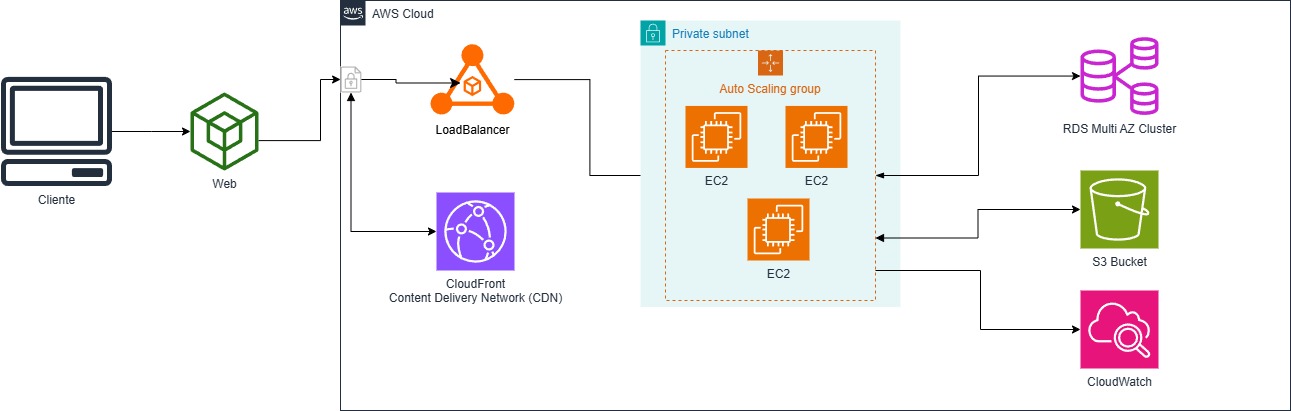 aws
AWS Cloud
Private subnet
Auto Scaling group
EC2
EC2
EC2
LoadBalancer
RDS Multi AZ Cluster
Cliente
Web
CloudFront
Content Delivery Network (CDN)
S3 Bucket
CloudWatch